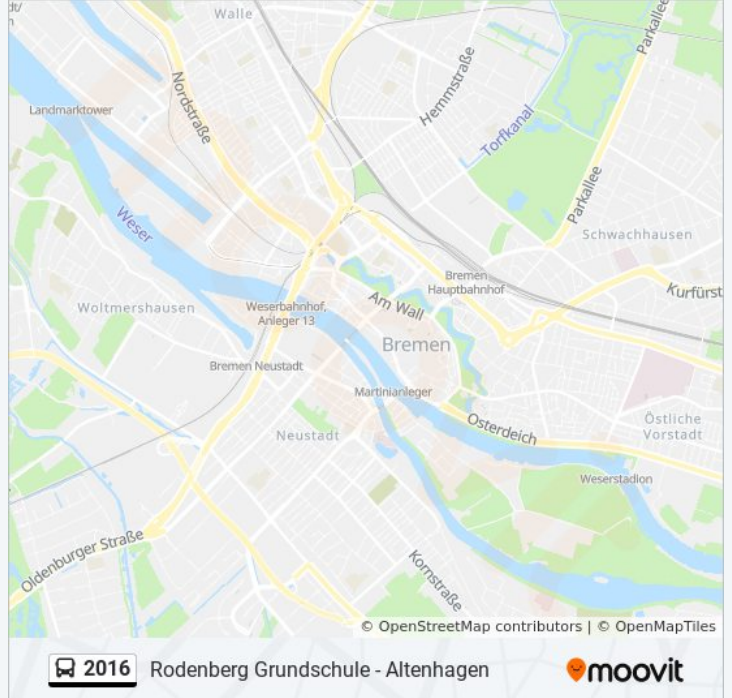 dt/
Walle
Parkallee
Hemmstraße
Nordstraße
Landmarktower
Torfkanal
Parkallee
Weser
Schwachhausen
Bremen
Hauptbahnhof
Kurfürst
Am Wall
Woltmershausen
Weserbahnhof,
Anleger 13
Bremen
Bremen Neustadt
Martinianleger
Östliche
Vorstadt
Osterdeich
Neustadt
Weserstadion
Oldenburger Straße
Kornstraße
© OpenStreetMap contributors | © OpenMapTiles
2016 Rodenberg Grundschule - Altenhagen moovit